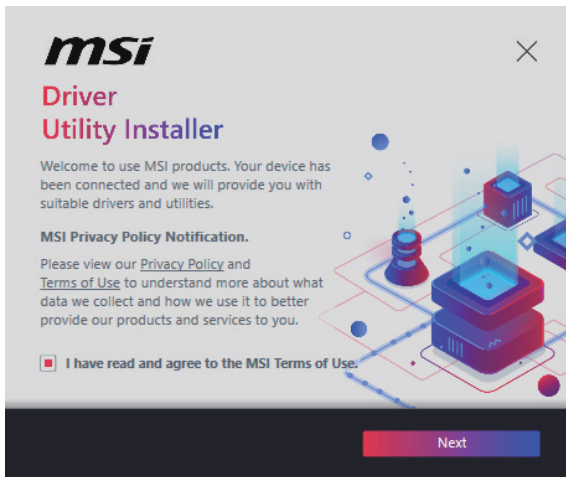 msi
Driver
Utility Installer
Welcome to use MSI products. Your device has
been connected and we will provide you with
suitable drivers and utilities.
MSI Privacy Policy Notification.
Please view our Privacy Policy and
Terms of Use to understand more about what
data we collect and how we use it to better
provide our products and services to you.
I have read and agree to the MSI Terms of Use.
Next